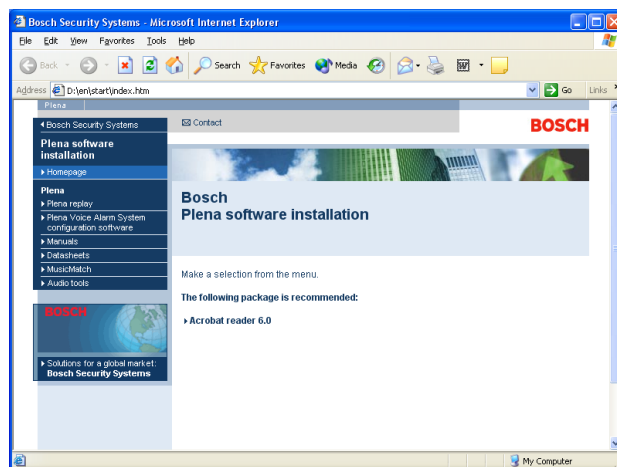 Bosch Security Systems - Microsoft Internet Explorer
File Edit View Favorites Tools Help
Back Search Favorites Media
Address D:\en\start\index.htm Go Links
Plena
Bosch Security Systems
Contact
BOSCH
Plena software
installation
Homepage
Plena
Plena replay
Plena Voice Alarm System
configuration software
Manuals
Datasheets
MusicMatch
Audio tools
Bosch
Plena software installation
Make a selection from the menu.
The following package is recommended:
Acrobat reader 6.0
BOSCH
Solutions for a global market:
Bosch Security Systems
My Computer